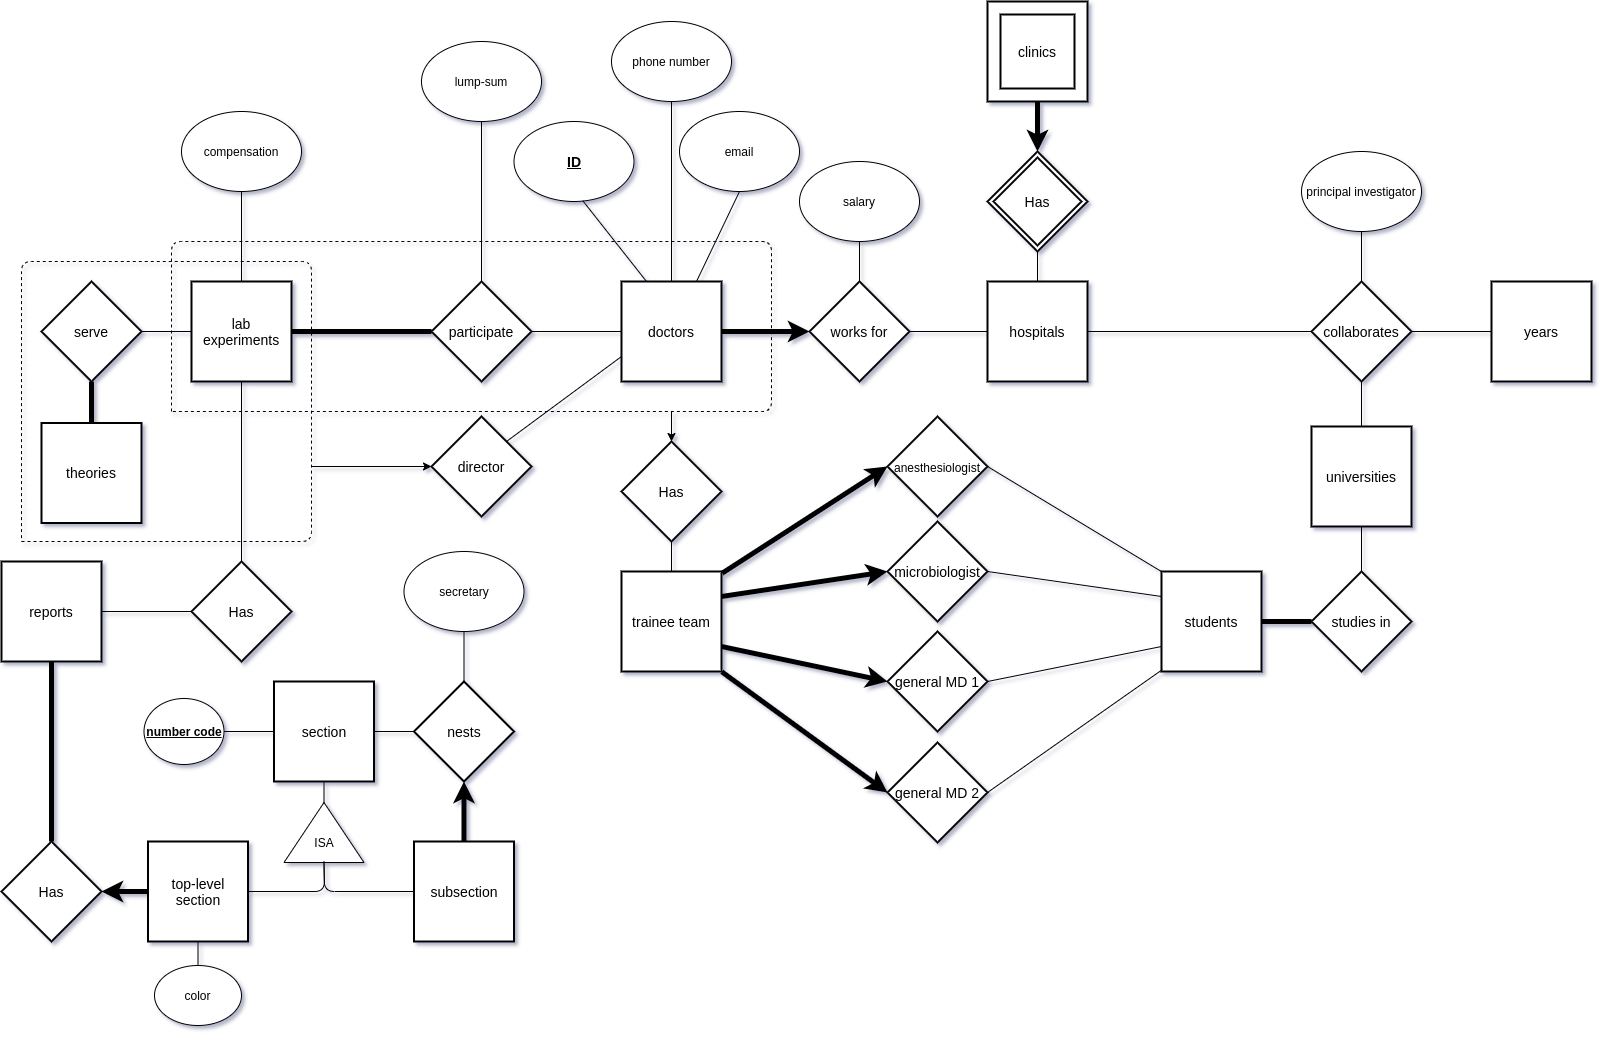 clinics
phone number
lump-sum
compensation
ID
email
salary
Has
principal investigator
serve
lab
experiments
participate
doctors
works for
hospitals
collaborates
years
theories
director
Has
anesthesiologist
universities
microbiologist
secretary
reports
Has
trainee team
students
studies in
general MD 1
number code
section
nests
general MD 2
ISA
Has
top-level
section
subsection
color